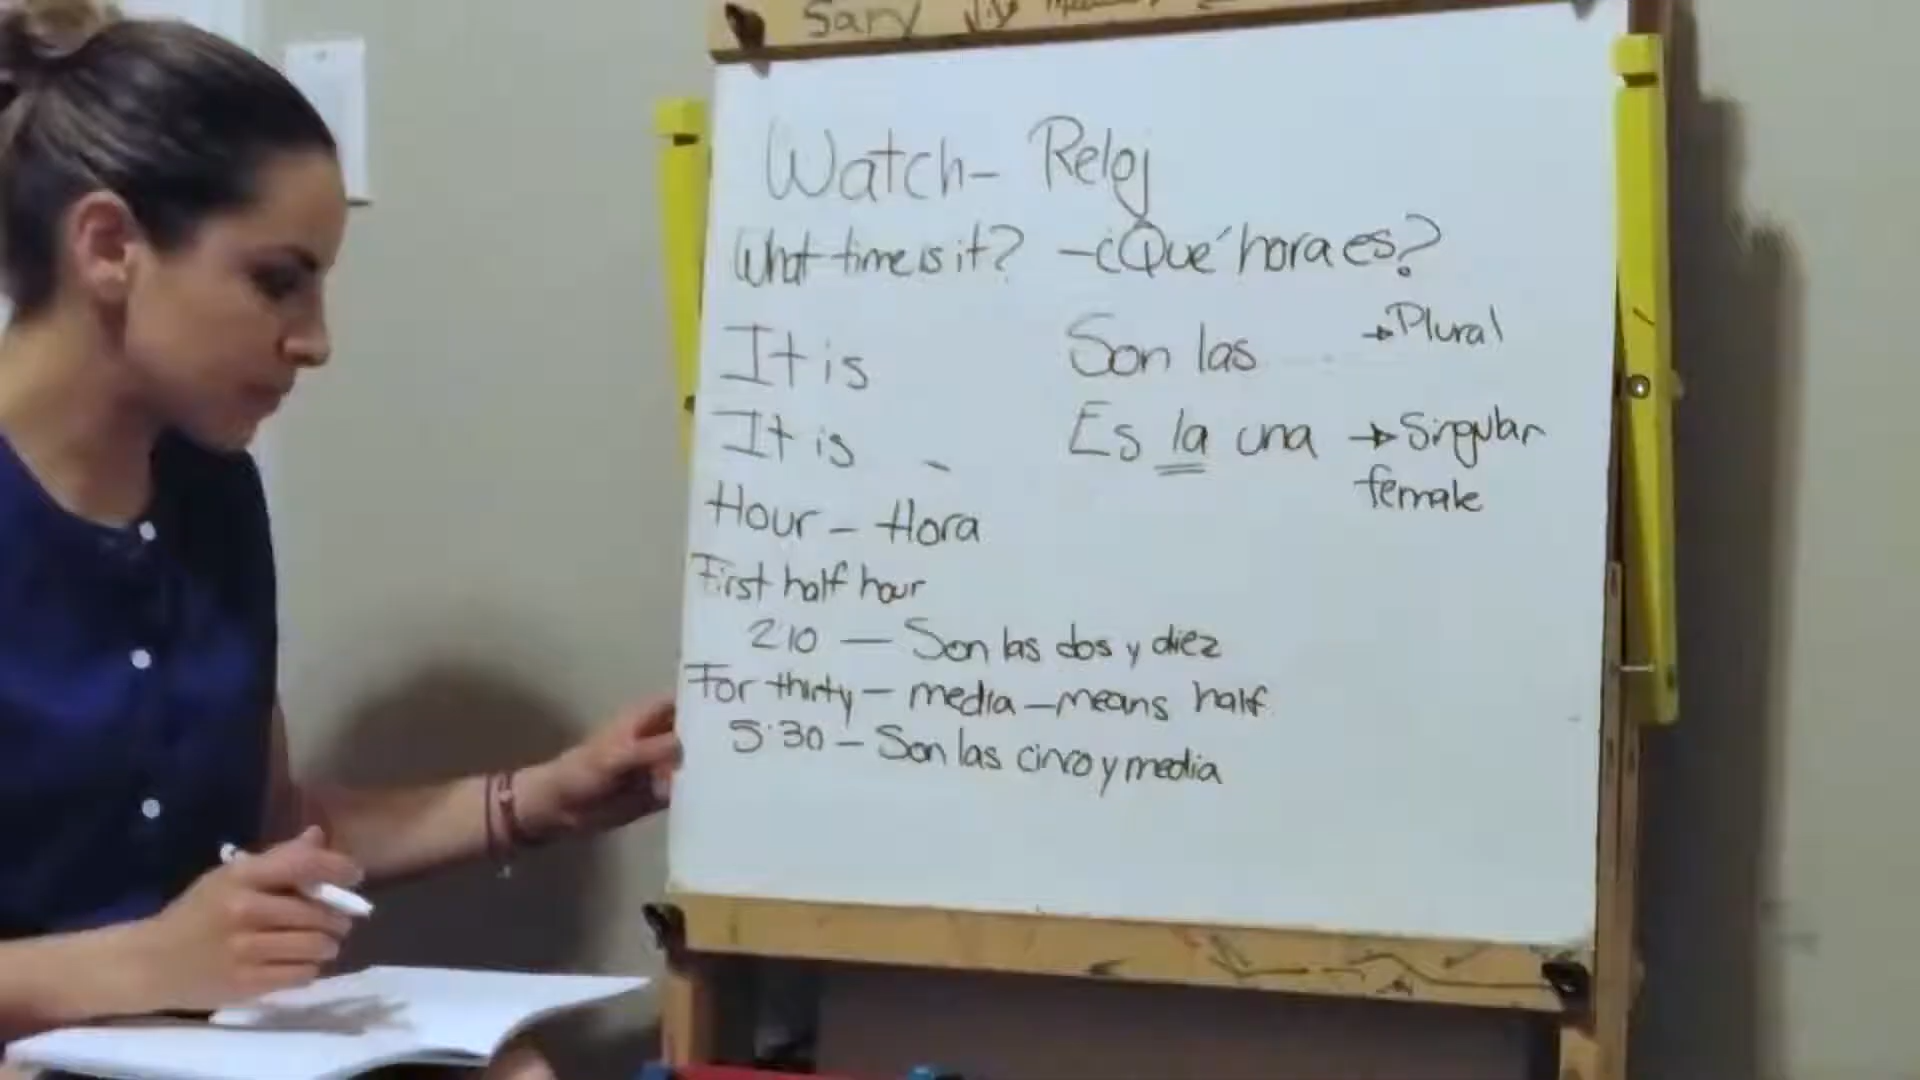 Sary
Watch- Reloj
What time is it? -¿Qué hora es?
It is Son las → Plural
It is - Es la una → Singular
female
Hour - Hora
First half hour
2:10 — Son las dos y diez
For thirty - media - means half
5:30 - Son las cinco y media